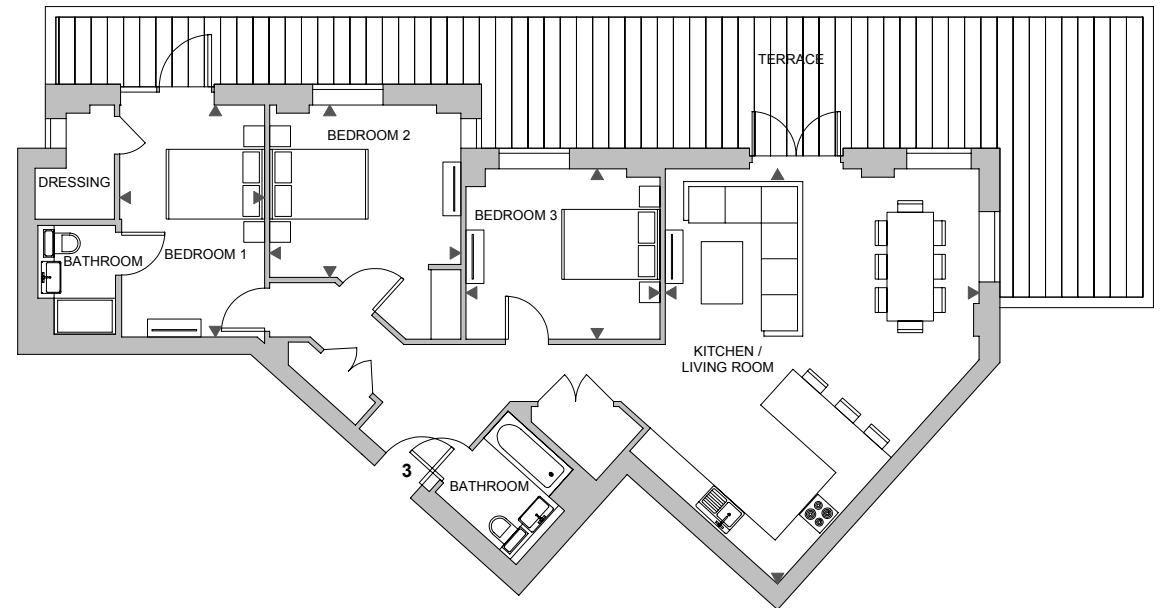 TERRACE
BEDROOM 2
DRESSING
BEDROOM 3
BATHROOM
BEDROOM 1
KITCHEN /
LIVING ROOM
3
BATHROOM